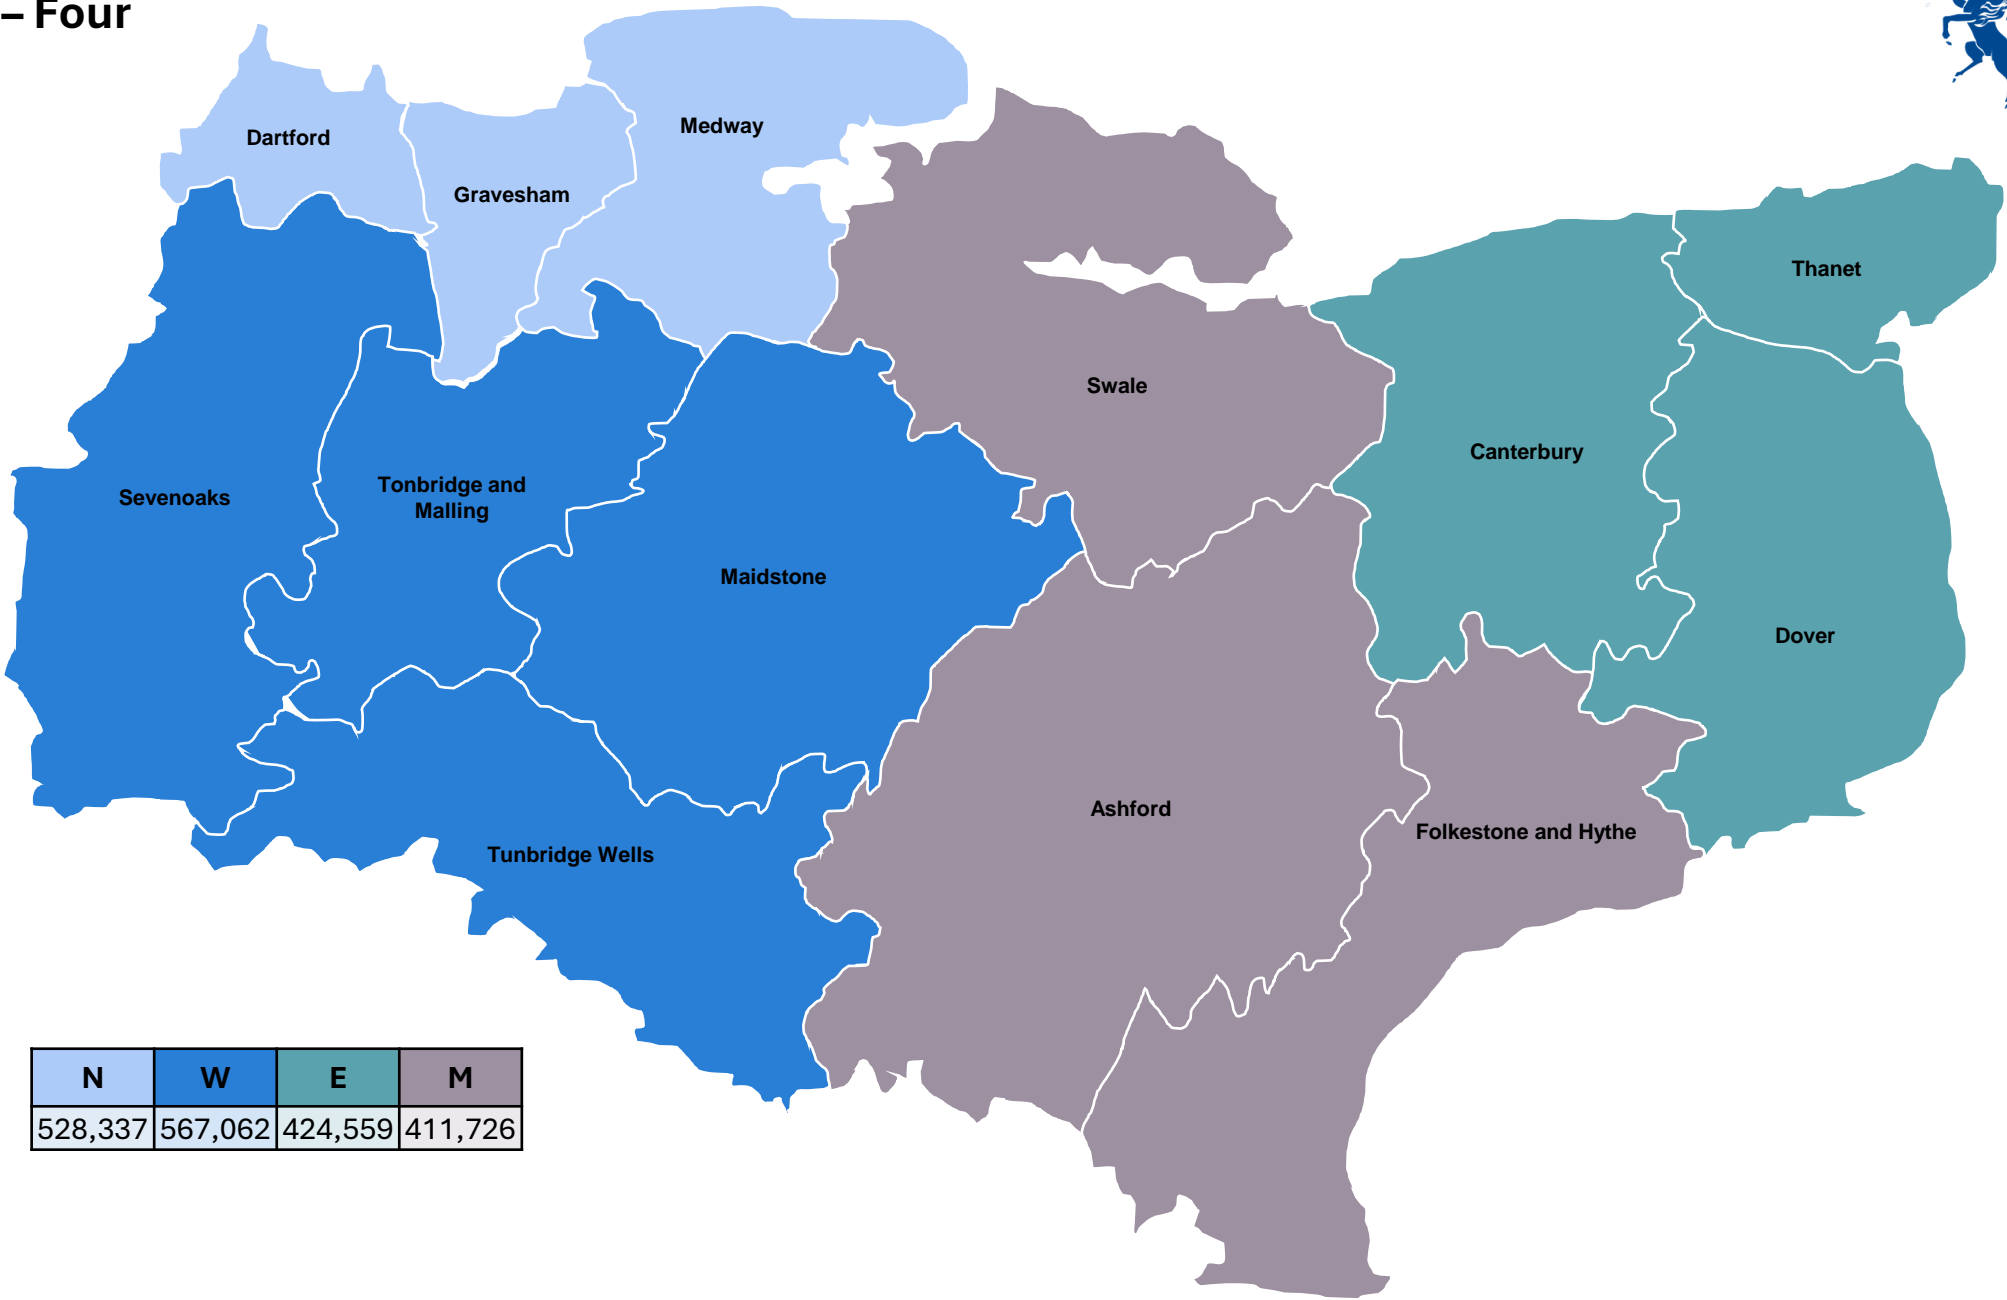 – Four
Dartford
Medway
Gravesham
Thanet
Swale
Canterbury
Sevenoaks
Tonbridge and
Malling
Maidstone
Dover
Ashford
Folkestone and Hythe
Tunbridge Wells
N W E M
528,337 567,062 424,559 411,726